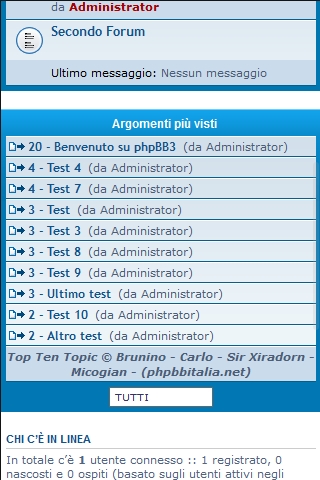 da Administrator
Secondo Forum
Ultimo messaggio: Nessun messaggio
Argomenti più visti
20 - Benvenuto su phpBB3 (da Administrator)
4 - Test 4 (da Administrator)
4 - Test 7 (da Administrator)
3 - Test (da Administrator)
3 - Test 3 (da Administrator)
3 - Test 8 (da Administrator)
3 - Test 9 (da Administrator)
3 - Ultimo test (da Administrator)
2 - Test 10 (da Administrator)
2 - Altro test (da Administrator)
Top Ten Topic © Brunino - Carlo - Sir Xiradorn -
Micogian - (phpbbitalia.net)
TUTTI
CHI C'È IN LINEA
In totale c'è 1 utente connesso :: 1 registrato, 0
nascosti e 0 ospiti (basato sugli utenti attivi negli